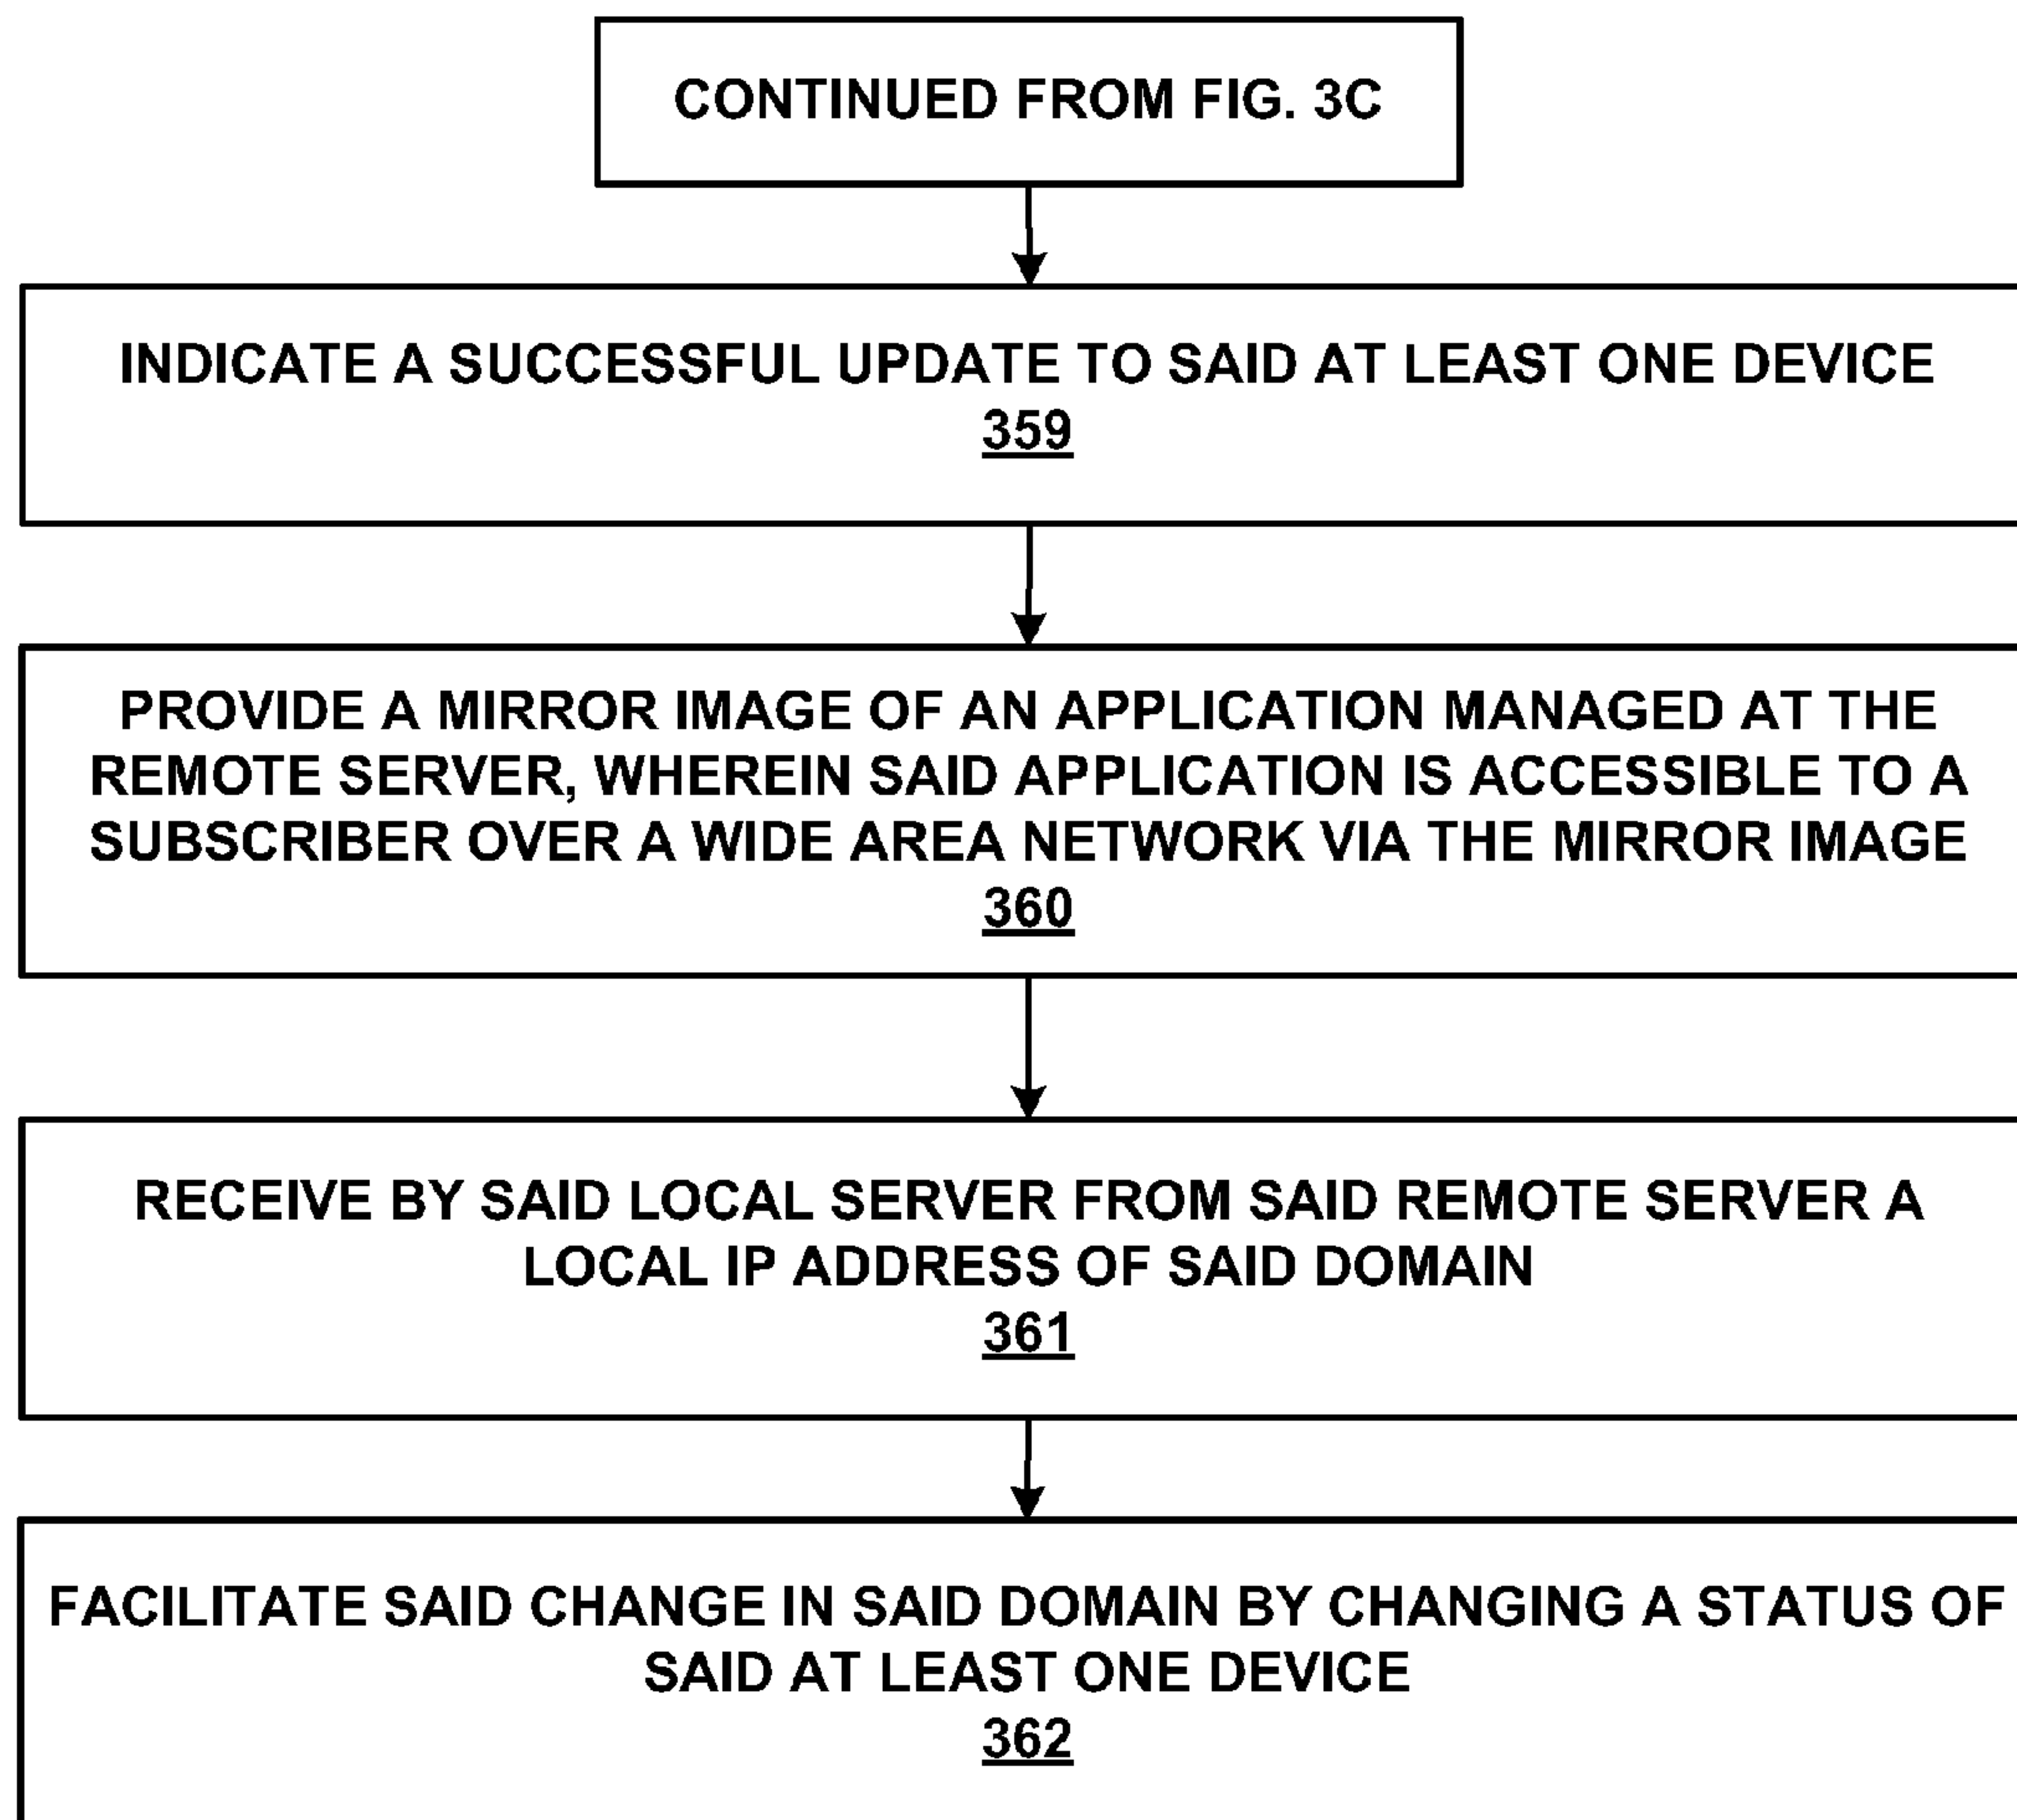 CONTINUED FROM FIG. 3C
INDICATE A SUCCESSFUL UPDATE TO SAID AT LEAST ONE DEVICE
359
PROVIDE A MIRROR IMAGE OF AN APPLICATION MANAGED AT THE
REMOTE SERVER, WHEREIN SAID APPLICATION IS ACCESSIBLE TO A
SUBSCRIBER OVER A WIDE AREA NETWORK VIA THE MIRROR IMAGE
360
RECEIVE BY SAID LOCAL SERVER FROM SAID REMOTE SERVER A
LOCAL IP ADDRESS OF SAID DOMAIN
361
FACILITATE SAID CHANGE IN SAID DOMAIN BY CHANGING A STATUS OF
SAID AT LEAST ONE DEVICE
362